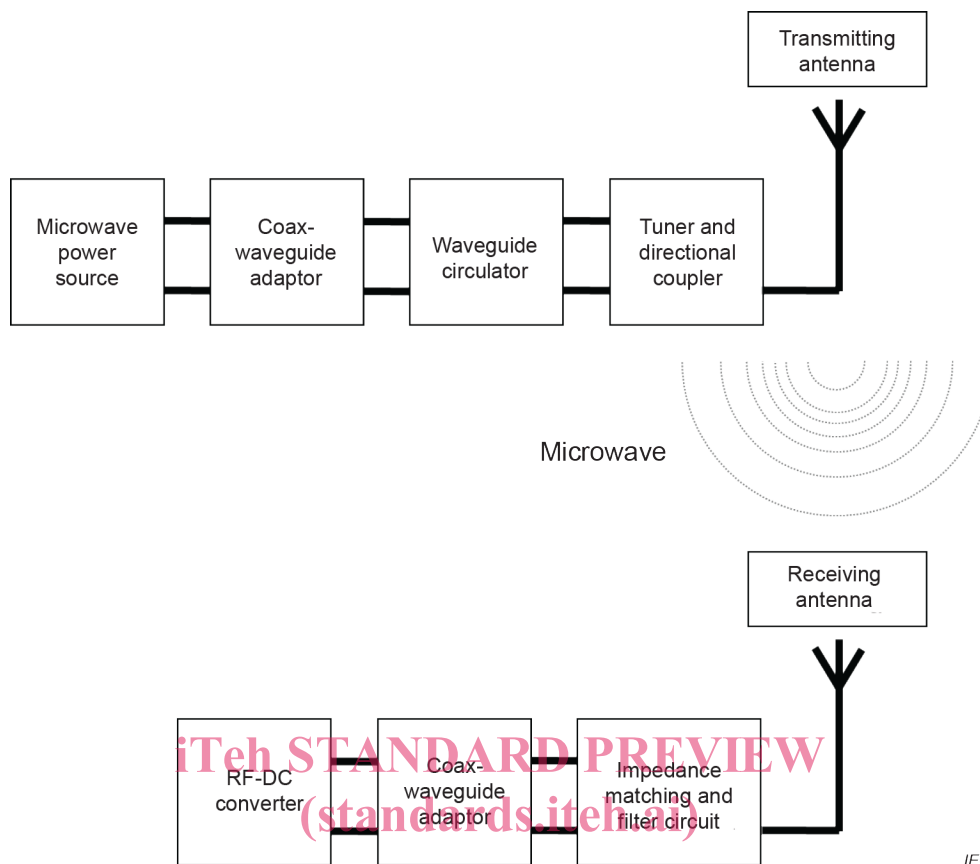 Transmitting
antenna
Microwave
power
source
Coax-
waveguide
adaptor
Waveguide
circulator
Tuner and
directional
coupler
Microwave
Receiving
antenna
iTeh STANDARD PREVIEW
(standards.iteh.ai)
RF-DC
converter
Coax-
waveguide
adaptor
Impedance
matching and
filter circuit